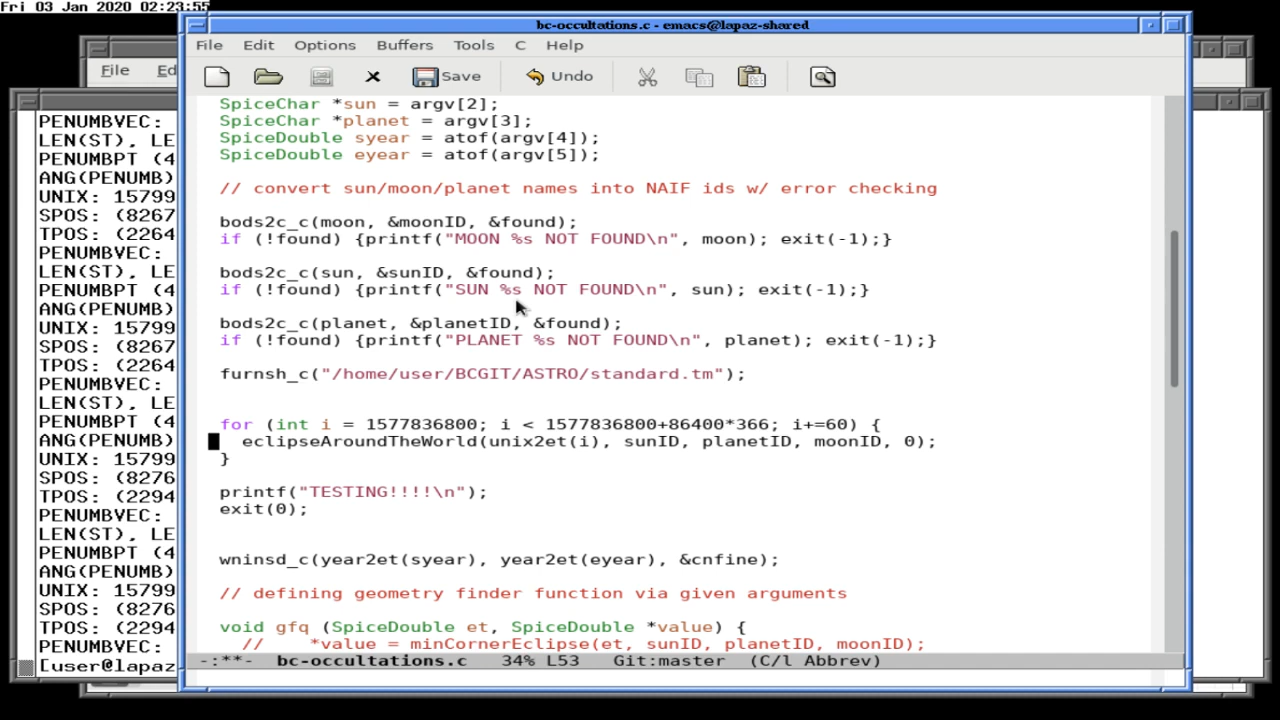 Fri 03 Jan 2020 02:23:55
bc-occultations.c - emacs@lapaz-shared
File Edit Options Buffers Tools C Help
Save Undo
File Ed
SpiceChar *sun = argv[2];
SpiceChar *planet = argv[3];
SpiceDouble syear = atof(argv[4]);
SpiceDouble eyear = atof(argv[5]);
// convert sun/moon/planet names into NAIF ids w/ error checking
bods2c_c(moon, &moonID, &found);
if (!found) {printf("MOON %s NOT FOUND\n", moon); exit(-1);}
bods2c_c(sun, &sunID, &found);
if (!found) {printf("SUN %s NOT FOUND\n", sun); exit(-1);}
bods2c_c(planet, &planetID, &found);
if (!found) {printf("PLANET %s NOT FOUND\n", planet); exit(-1);}
furnsh_c("/home/user/BCGIT/ASTRO/standard.tm");
for (int i = 1577836800; i < 1577836800+86400*366; i+=60) {
eclipseAroundTheWorld(unix2et(i), sunID, planetID, moonID, 0);
}
printf("TESTING!!!!\n");
exit(0);
wninsd_c(year2et(syear), year2et(eyear), &cnfine);
// defining geometry finder function via given arguments
void gfq (SpiceDouble et, SpiceDouble *value) {
// *value = minCornerEclipse(et, sunID, planetID, moonID);
-:**- bc-occultations.c 34% L53 Git:master (C/l Abbrev)
PENUMBVEC:
LEN(ST), LE
PENUMBPT (4
ANG(PENUMB)
UNIX: 15799
SPOS: (8267
TPOS: (2264
PENUMBVEC:
LEN(ST), LE
PENUMBPT (4
ANG(PENUMB)
UNIX: 15799
SPOS: (8267
TPOS: (2264
PENUMBVEC:
LEN(ST), LE
PENUMBPT (4
ANG(PENUMB)
UNIX: 15799
SPOS: (8276
TPOS: (2294
PENUMBVEC:
LEN(ST), LE
PENUMBPT (4
ANG(PENUMB)
UNIX: 15799
SPOS: (8276
TPOS: (2294
PENUMBVEC:
[user@lapaz